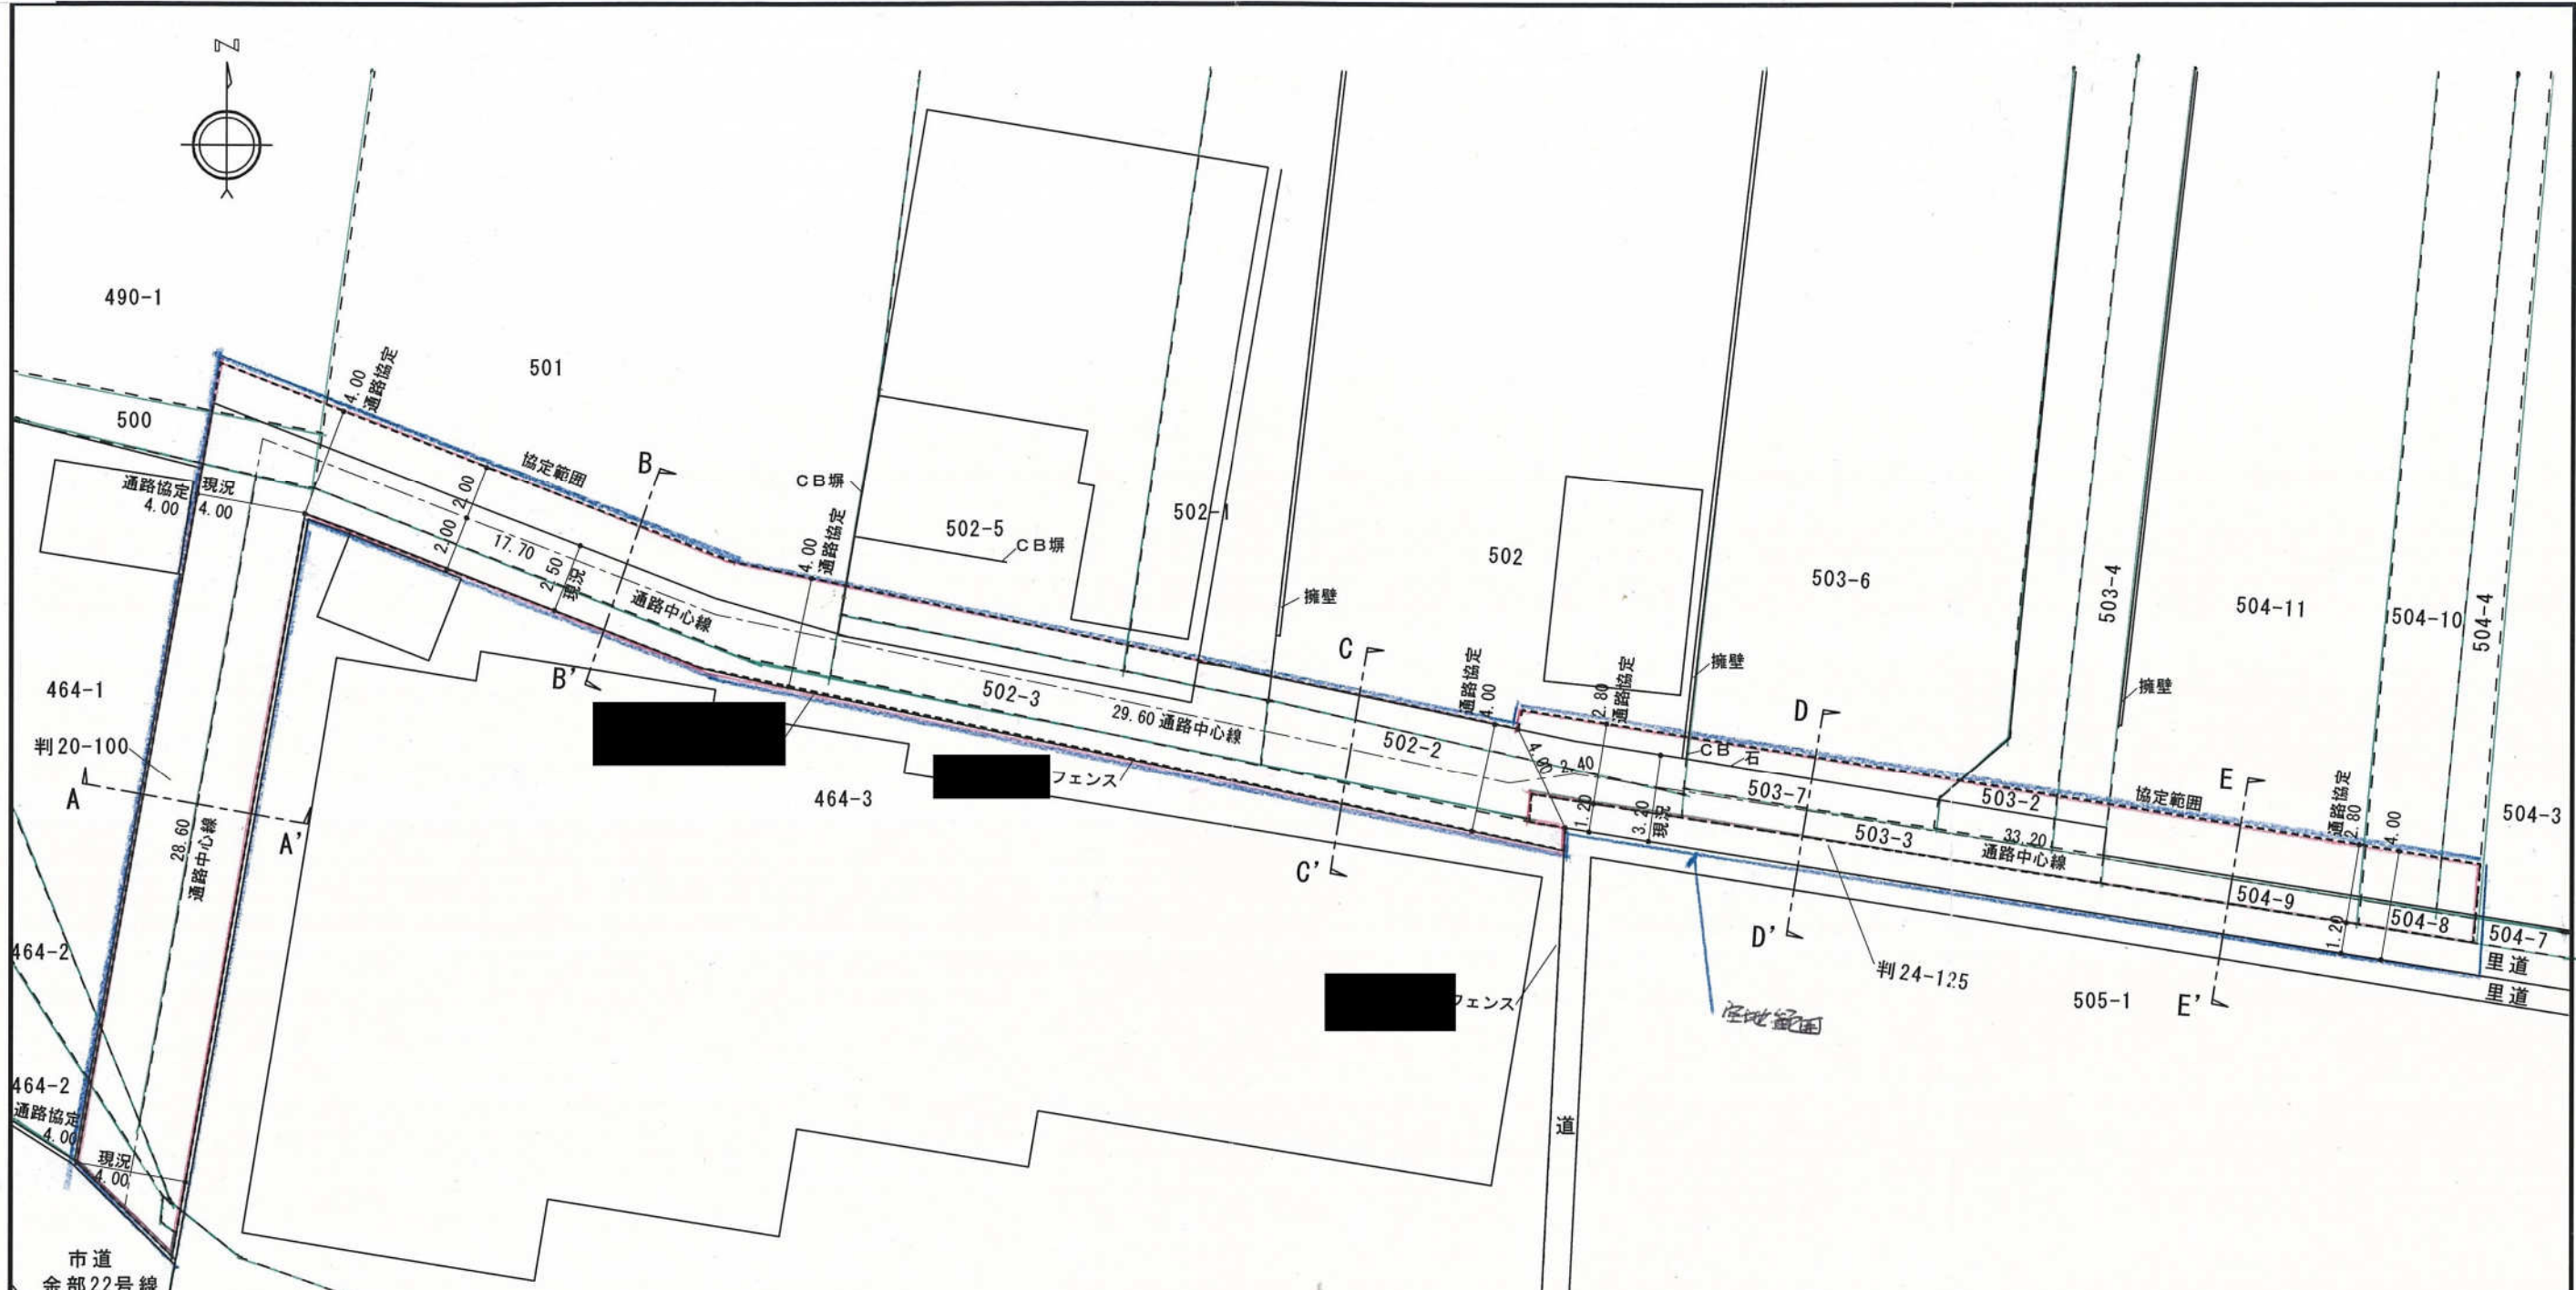 N
490-1
501
500
4.00
通路協定
協定範囲
B
通路協定
4.00
現況
4.00
2.00
2.00
17.70
2.50
現況
通路中心線
B'
CB塀
4.00
通路協定
502-5
CB塀
502-1
擁壁
502
503-6
503-4
504-11
504-10
504-4
擁壁
擁壁
464-1
判20-100
A
A'
28.60
通路中心線
502-3
29.60 通路中心線
フェンス
464-3
C
C'
502-2
通路協定
4.00
2.80
通路協定
2.40
1.20
3.20
現況
CB
石
503-7
D
D'
503-2
503-3
33.20
通路中心線
協定範囲
E
E'
通路協定
2.80
4.00
504-3
504-9
504-8
1.20
504-7
里道
里道
判24-125
505-1
フェンス
道
464-2
464-2
通路協定
4.00
現況
4.00
市道
金部22号線